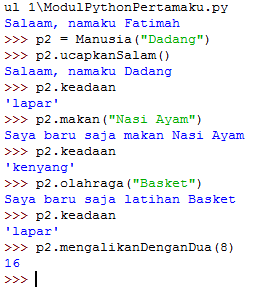 ul 1\ModulPythonPertamaku.py
Salaam, namaku Fatimah
>>> p2 = Manusia("Dadang")
>>> p2.ucapkanSalam()
Salaam, namaku Dadang
>>> p2.keadaan
'lapar'
>>> p2.makan("Nasi Ayam")
Saya baru saja makan Nasi Ayam
>>> p2.keadaan
'kenyang'
>>> p2.olahraga("Basket")
Saya baru saja latihan Basket
>>> p2.keadaan
'lapar'
>>> p2.mengalikanDenganDua(8)
16
>>>